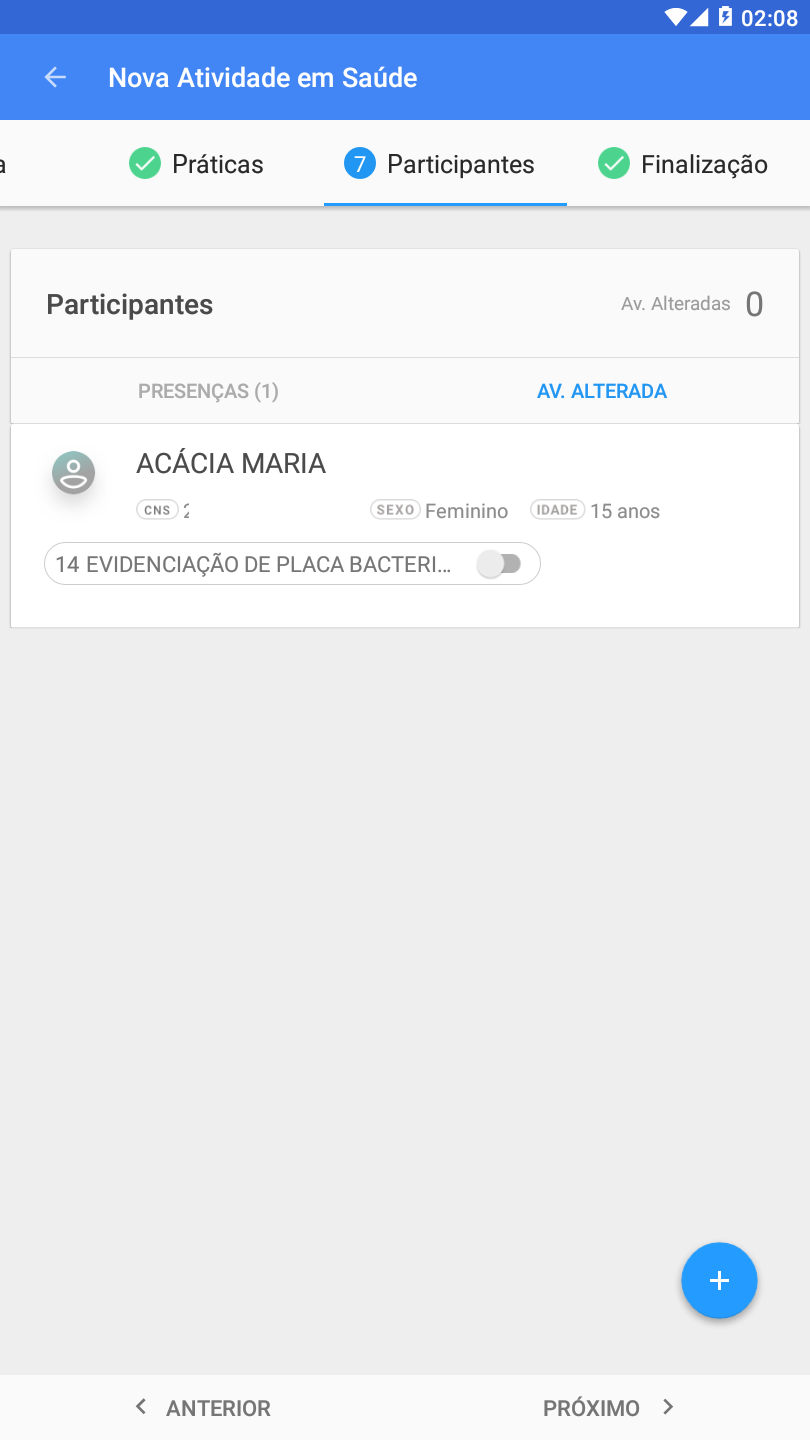 02:08
Nova Atividade em Saúde
a Práticas 7 Participantes Finalização
Participantes Av. Alteradas 0
PRESENÇAS (1) AV. ALTERADA
ACÁCIA MARIA
CNS SEXO Feminino IDADE 15 anos
14 EVIDENCIAÇÃO DE PLACA BACTERI...
ANTERIOR PRÓXIMO